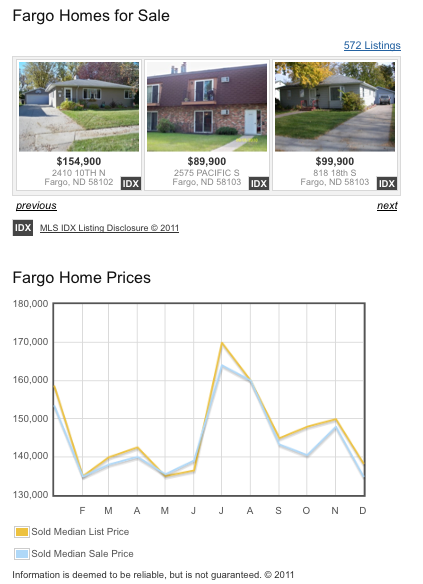 Fargo Homes for Sale
572 Listings
$154,900
2410 10TH N
Fargo, ND 58102
IDX
$89,900
2575 PACIFIC S
Fargo, ND 58103
IDX
$99,900
818 18th S
Fargo, ND 58103
IDX
previous
next
IDX MLS IDX Listing Disclosure © 2011
Fargo Home Prices
180,000
170,000
160,000
150,000
140,000
130,000
F M A M J J A S O N D
Sold Median List Price
Sold Median Sale Price
Information is deemed to be reliable, but is not guaranteed. © 2011